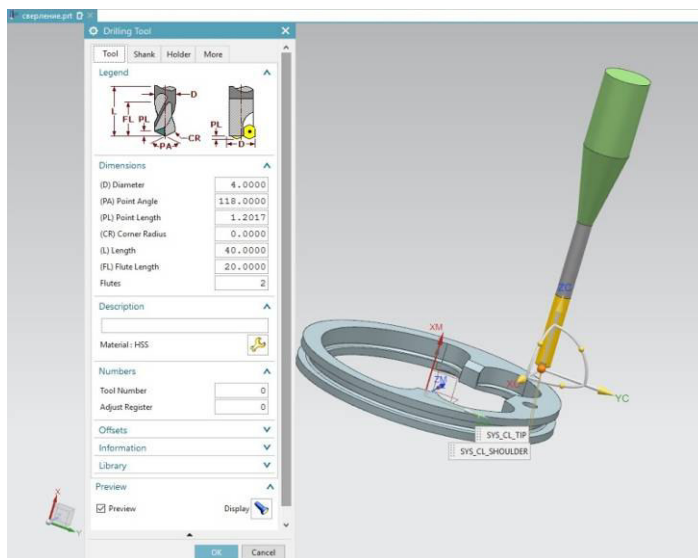 сверление.prt
Drilling Tool
Tool Shank Holder More
Legend
D
L
FL
PL
CR
PA
PL
D
Dimensions
(D) Diameter 4.0000
(PA) Point Angle 118.0000
(PL) Point Length 1.2017
(CR) Corner Radius 0.0000
(L) Length 40.0000
(FL) Flute Length 20.0000
Flutes 2
Description
Material : HSS
Numbers
Tool Number 0
Adjust Register 0
Offsets
Information
Library
Preview
Preview Display
OK Cancel
ZC
XM
ZM
YC
SYS_CL_TIP
SYS_CL_SHOULDER
X
Y